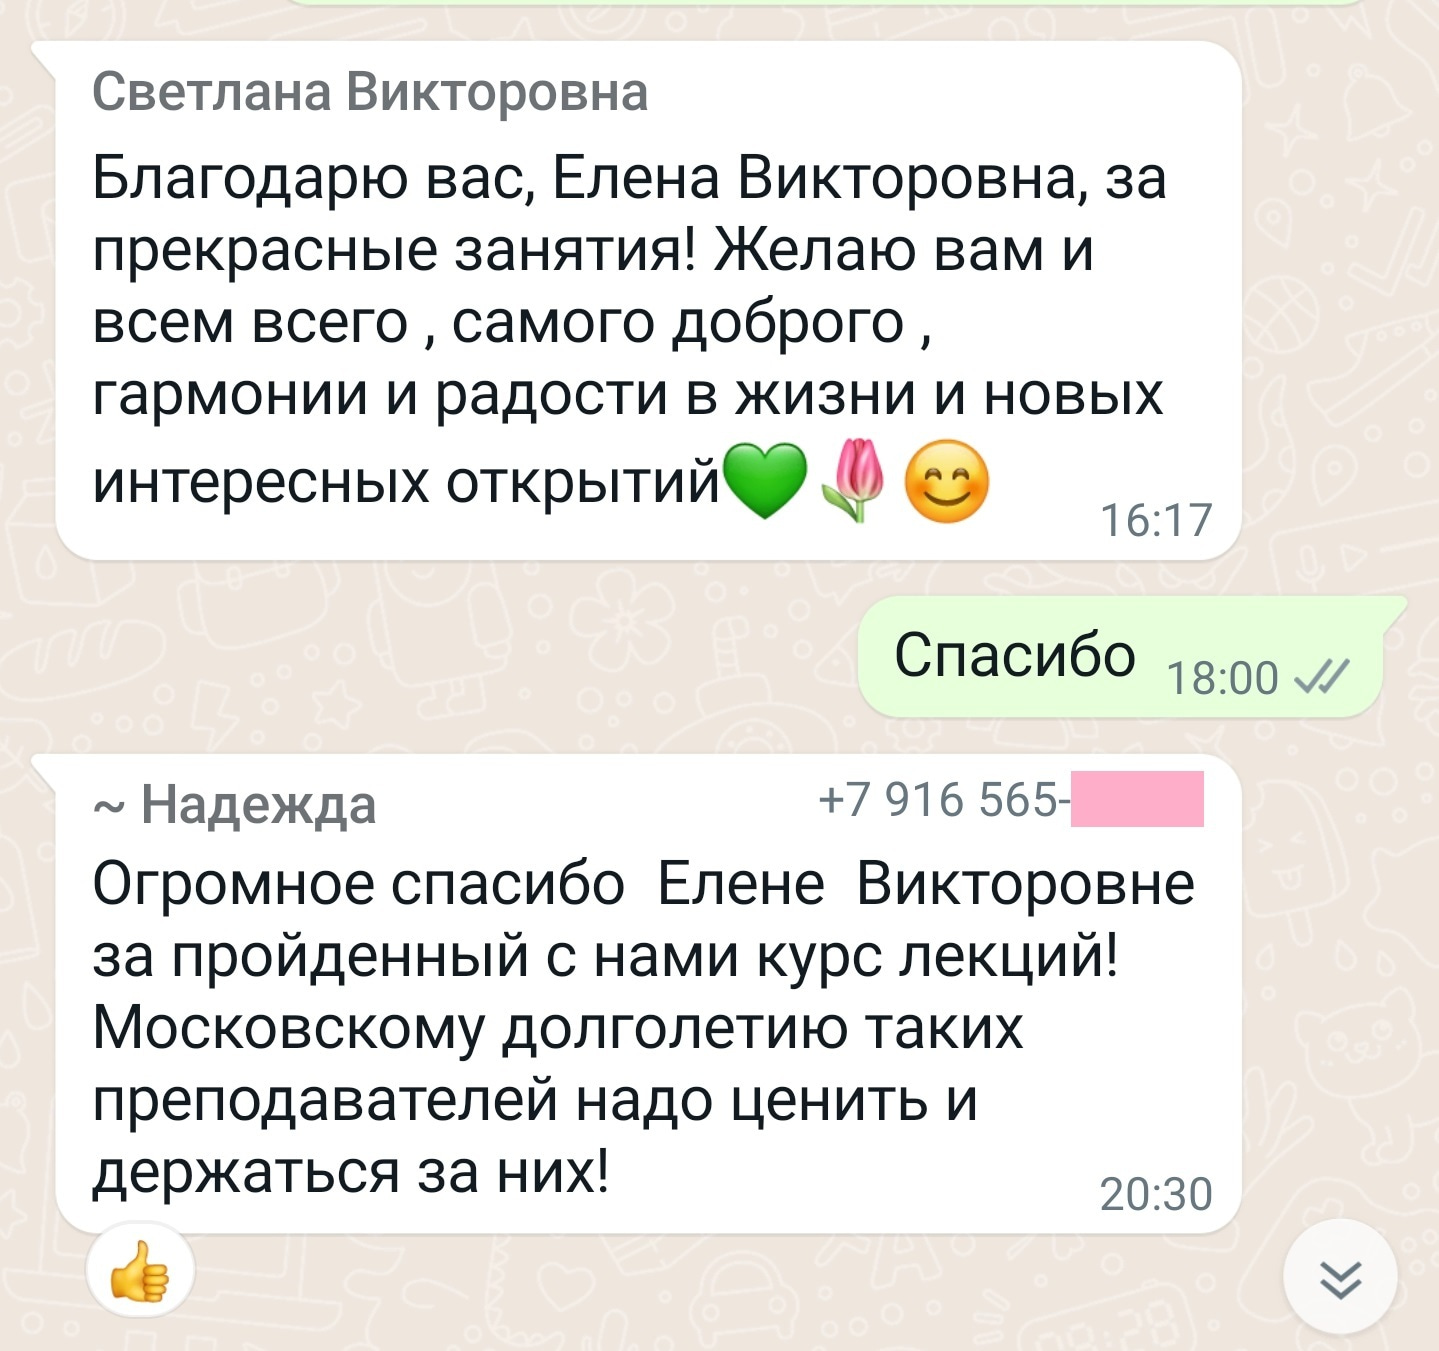 Светлана Викторовна
Благодарю вас, Елена Викторовна, за
прекрасные занятия! Желаю вам и
всем всего , самого доброго ,
гармонии и радости в жизни и новых
интересных открытий💚🌷😊
16:17
Спасибо 18:00
~ Надежда +7 916 565-
Огромное спасибо  Елене  Викторовне
за пройденный с нами курс лекций!
Московскому долголетию таких
преподавателей надо ценить и
держаться за них!
20:30
👍